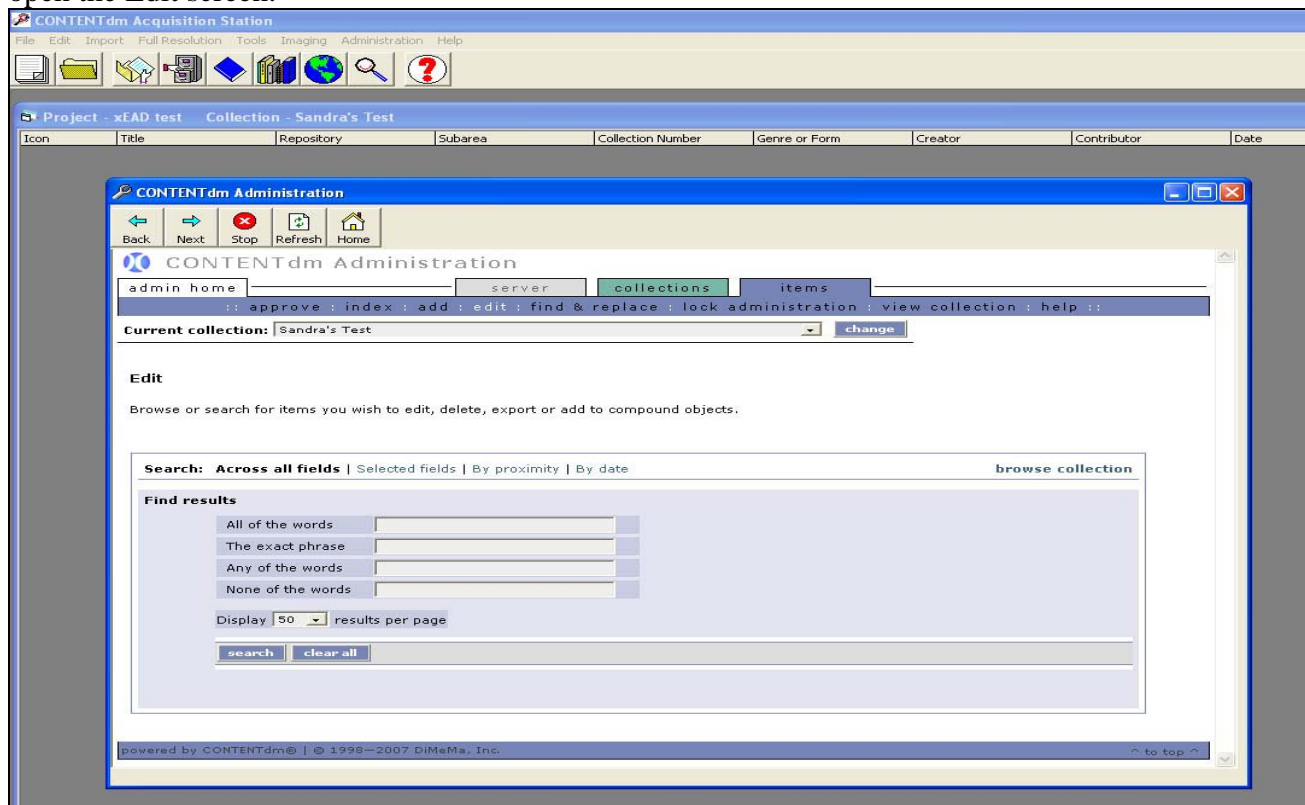 open the Edit screen.
CONTENTdm Acquisition Station
File Edit Import Full Resolution Tools Imaging Administration Help
Project - xEAD test Collection - Sandra's Test
Icon Title Repository Subarea Collection Number Genre or Form Creator Contributor Date
CONTENTdm Administration
Back Next Stop Refresh Home
CONTENTdm Administration
admin home server collections items
:: approve : index : add : edit : find & replace : lock administration : view collection : help ::
Current collection: Sandra's Test change
Edit
Browse or search for items you wish to edit, delete, export or add to compound objects.
Search: Across all fields | Selected fields | By proximity | By date browse collection
Find results
All of the words
The exact phrase
Any of the words
None of the words
Display 50 results per page
search clear all
powered by CONTENTdm® | © 1998—2007 DiMeMa, Inc. ^ to top ^